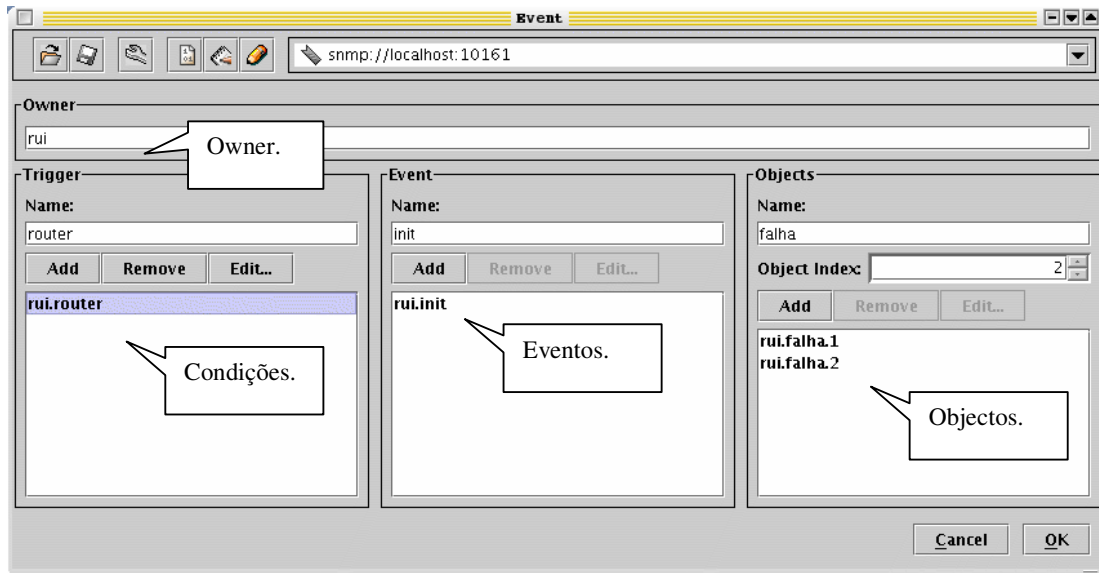 Event
snmp://localhost:10161
Owner
rui
Owner.
Trigger
Name:
router
Add Remove Edit...
rui.router
Condições.
Event
Name:
init
Add Remove Edit...
rui.init
Eventos.
Objects
Name:
falha
Object Index: 2
Add Remove Edit...
rui.falha.1
rui.falha.2
Objectos.
Cancel OK